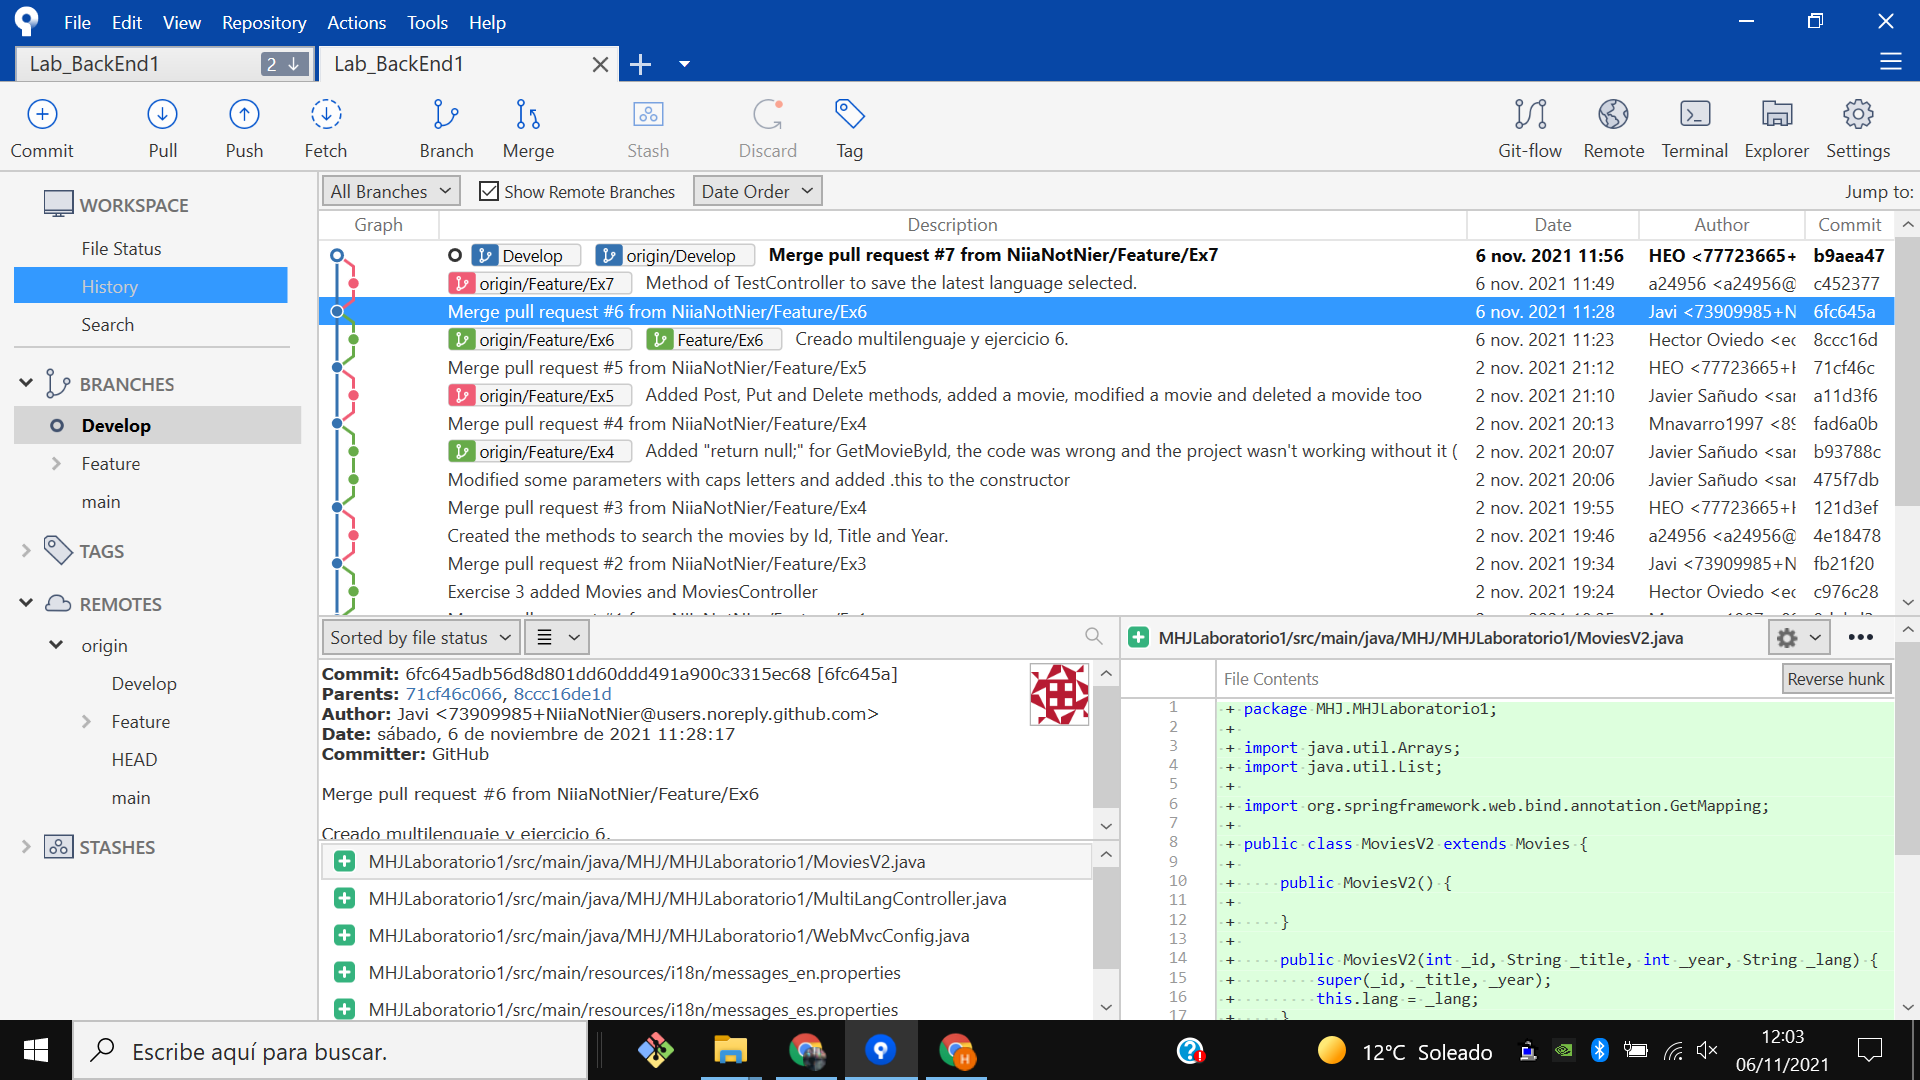 File Edit View Repository Actions Tools Help
Lab_BackEnd1 2 Lab_BackEnd1
Commit Pull Push Fetch Branch Merge Stash Discard Tag Git-flow Remote Terminal Explorer Settings
WORKSPACE
File Status
History
Search
BRANCHES
Develop
Feature
main
TAGS
REMOTES
origin
Develop
Feature
HEAD
main
STASHES
All Branches Show Remote Branches Date Order Jump to:
Graph Description Date Author Commit
Develop origin/Develop Merge pull request #7 from NiiaNotNier/Feature/Ex7 6 nov. 2021 11:56 HEO <77723665+ b9aea47
origin/Feature/Ex7 Method of TestController to save the latest language selected. 6 nov. 2021 11:49 a24956 <a24956@ c452377
Merge pull request #6 from NiiaNotNier/Feature/Ex6 6 nov. 2021 11:28 Javi <73909985+N 6fc645a
origin/Feature/Ex6 Feature/Ex6 Creado multilenguaje y ejercicio 6. 6 nov. 2021 11:23 Hector Oviedo <ec 8ccc16d
Merge pull request #5 from NiiaNotNier/Feature/Ex5 2 nov. 2021 21:12 HEO <77723665+H 71cf46c
origin/Feature/Ex5 Added Post, Put and Delete methods, added a movie, modified a movie and deleted a movide too 2 nov. 2021 21:10 Javier Sañudo <sar a11d3f6
Merge pull request #4 from NiiaNotNier/Feature/Ex4 2 nov. 2021 20:13 Mnavarro1997 <89 fad6a0b
origin/Feature/Ex4 Added "return null;" for GetMovieById, the code was wrong and the project wasn't working without it ( 2 nov. 2021 20:07 Javier Sañudo <sar b93788c
Modified some parameters with caps letters and added .this to the constructor 2 nov. 2021 20:06 Javier Sañudo <sar 475f7db
Merge pull request #3 from NiiaNotNier/Feature/Ex4 2 nov. 2021 19:55 HEO <77723665+H 121d3ef
Created the methods to search the movies by Id, Title and Year. 2 nov. 2021 19:46 a24956 <a24956@ 4e18478
Merge pull request #2 from NiiaNotNier/Feature/Ex3 2 nov. 2021 19:34 Javi <73909985+N fb21f20
Exercise 3 added Movies and MoviesController 2 nov. 2021 19:24 Hector Oviedo <ec c976c28
Sorted by file status
Commit: 6fc645adb56d8d801dd60ddd491a900c3315ec68 [6fc645a]
Parents: 71cf46c066, 8ccc16de1d
Author: Javi <73909985+NiiaNotNier@users.noreply.github.com>
Date: sábado, 6 de noviembre de 2021 11:28:17
Committer: GitHub
Merge pull request #6 from NiiaNotNier/Feature/Ex6
Creado multilenguaje y ejercicio 6.
MHJLaboratorio1/src/main/java/MHJ/MHJLaboratorio1/MoviesV2.java
MHJLaboratorio1/src/main/java/MHJ/MHJLaboratorio1/MultiLangController.java
MHJLaboratorio1/src/main/java/MHJ/MHJLaboratorio1/WebMvcConfig.java
MHJLaboratorio1/src/main/resources/i18n/messages_en.properties
MHJLaboratorio1/src/main/resources/i18n/messages_es.properties
MHJLaboratorio1/src/main/java/MHJ/MHJLaboratorio1/MoviesV2.java
File Contents Reverse hunk
1 + package MHJ.MHJLaboratorio1;
2 +
3 + import java.util.Arrays;
4 + import java.util.List;
5 +
6 + import org.springframework.web.bind.annotation.GetMapping;
7 +
8 + public class MoviesV2 extends Movies {
9 +
10 + public MoviesV2() {
11 +
12 + }
13 +
14 + public MoviesV2(int _id, String _title, int _year, String _lang) {
15 + super(_id, _title, _year);
16 + this.lang = _lang;
17 + }
Escribe aquí para buscar. H 12°C Soleado 12:03
06/11/2021